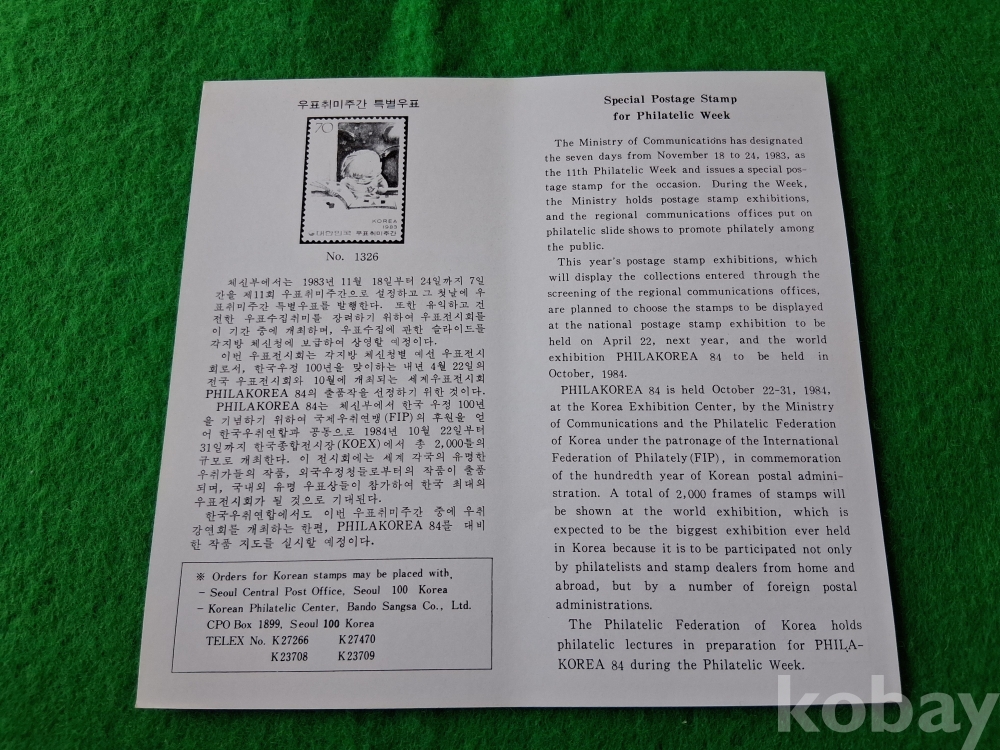 우표취미주간 특별우표
70
KOREA
1983
대한민국 우표취미주간
No. 1326
체신부에서는 1983년 11월 18일부터 24일까지 7일
간을 제11회 우표취미주간으로 설정하고 그 첫날에 우
표취미주간 특별우표를 발행한다. 또한 유익하고 건
전한 우표수집취미를 장려하기 위하여 우표전시회를
이 기간 중에 개최하며, 우표수집에 관한 슬라이드를
각지방 체신청에 보급하여 상영할 예정이다.
이번 우표전시회는 각지방 체신청별 예선 우표전시
회로서, 한국우정 100년을 맞이하는 내년 4월 22일의
전국 우표전시회와 10월에 개최되는 세계우표전시회
PHILAKOREA 84의 출품작을 선정하기 위한 것이다.
PHILAKOREA 84는 체신부에서 한국 우정 100년
을 기념하기 위하여 국제우취연맹(FIP)의 후원을 얻
어 한국우취연합과 공동으로 1984년 10월 22일부터
31일까지 한국종합전시장(KOEX)에서 총 2,000틀의
규모로 개최한다. 이 전시회에는 세계 각국의 유명한
우취가들의 작품, 외국우정청들로부터의 작품이 출품
되며, 국내외 유명 우표상들이 참가하여 한국 최대의
우표전시회가 될 것으로 기대된다.
한국우취연합에서도 이번 우표취미주간 중에 우취
강연회를 개최하는 한편, PHILAKOREA 84를 대비
한 작품 지도를 실시할 예정이다.
※ Orders for Korean stamps may be placed with,
– Seoul Central Post Office, Seoul 100 Korea
– Korean Philatelic Center, Bando Sangsa Co., Ltd.
CPO Box 1899, Seoul 100 Korea
TELEX No. K27266 K27470
K23708 K23709
Special Postage Stamp
for Philatelic Week
The Ministry of Communications has designated
the seven days from November 18 to 24, 1983, as
the 11th Philatelic Week and issues a special pos-
tage stamp for the occasion. During the Week,
the Ministry holds postage stamp exhibitions,
and the regional communications offices put on
philatelic slide shows to promote philately among
the public.
This year's postage stamp exhibitions, which
will display the collections entered through the
screening of the regional communications offices,
are planned to choose the stamps to be displayed
at the national postage stamp exhibition to be
held on April 22, next year, and the world
exhibition PHILAKOREA 84 to be held in
October, 1984.
PHILAKOREA 84 is held October 22-31, 1984,
at the Korea Exhibition Center, by the Ministry
of Communications and the Philatelic Federation
of Korea under the patronage of the International
Federation of Philately(FIP), in commemoration
of the hundredth year of Korean postal admini-
stration. A total of 2,000 frames of stamps will
be shown at the world exhibition, which is
expected to be the biggest exhibition ever held
in Korea because it is to be participated not only
by philatelists and stamp dealers from home and
abroad, but by a number of foreign postal
administrations.
The Philatelic Federation of Korea holds
philatelic lectures in preparation for PHILA-
KOREA 84 during the Philatelic Week.
kobay